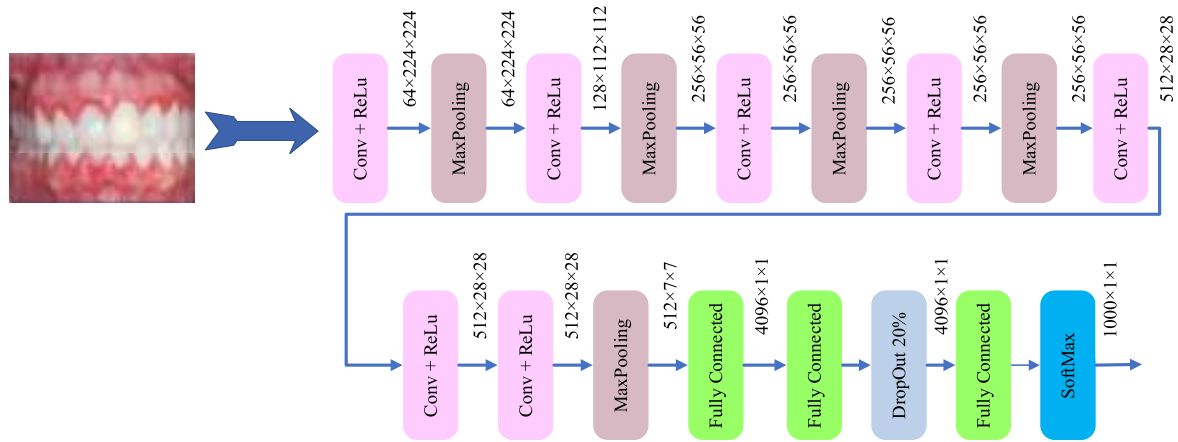 Conv + ReLu
64×224×224
MaxPooling
64×224×224
Conv + ReLu
128×112×112
MaxPooling
256×56×56
Conv + ReLu
256×56×56
MaxPooling
256×56×56
Conv + ReLu
256×56×56
MaxPooling
256×56×56
Conv + ReLu
512×28×28
Conv + ReLu
512×28×28
Conv + ReLu
512×28×28
MaxPooling
512×7×7
Fully Connected
4096×1×1
Fully Connected
DropOut 20%
4096×1×1
Fully Connected
SoftMax
1000×1×1